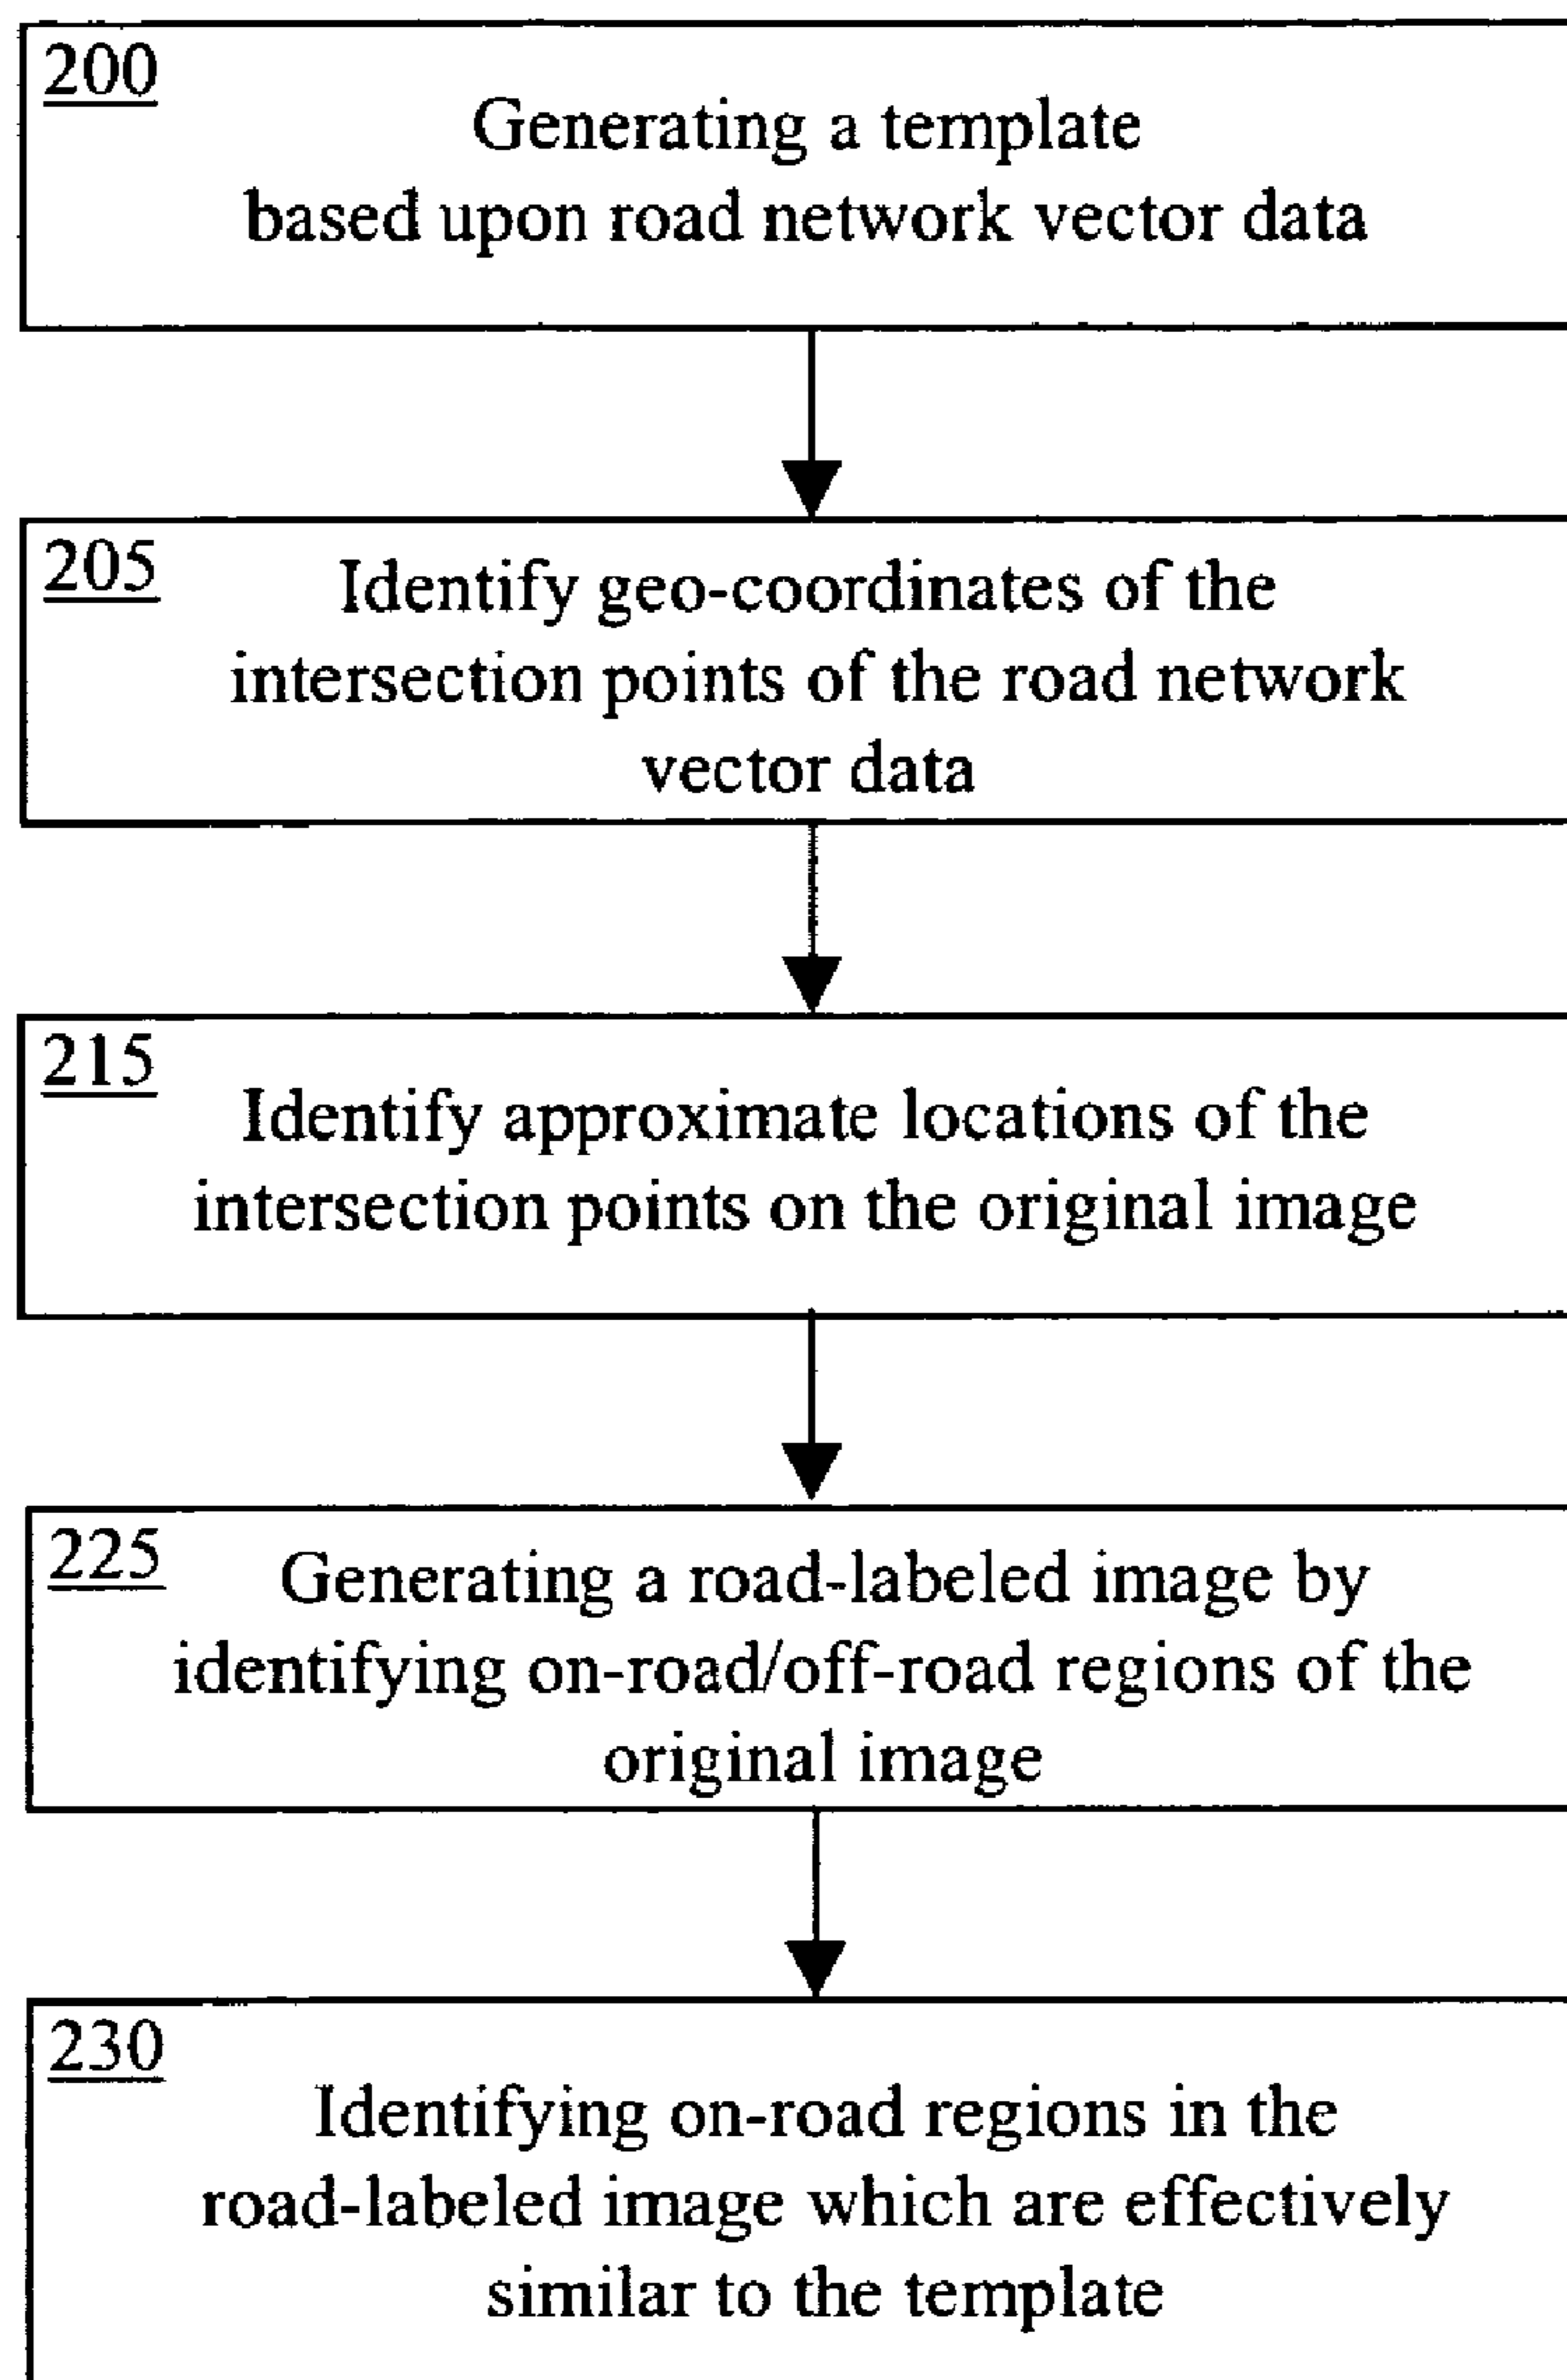 200
Generating a template
based upon road network vector data
205
Identify geo-coordinates of the
intersection points of the road network
vector data
215
Identify approximate locations of the
intersection points on the original image
225
Generating a road-labeled image by
identifying on-road/off-road regions of the
original image
230
Identifying on-road regions in the
road-labeled image which are effectively
similar to the template